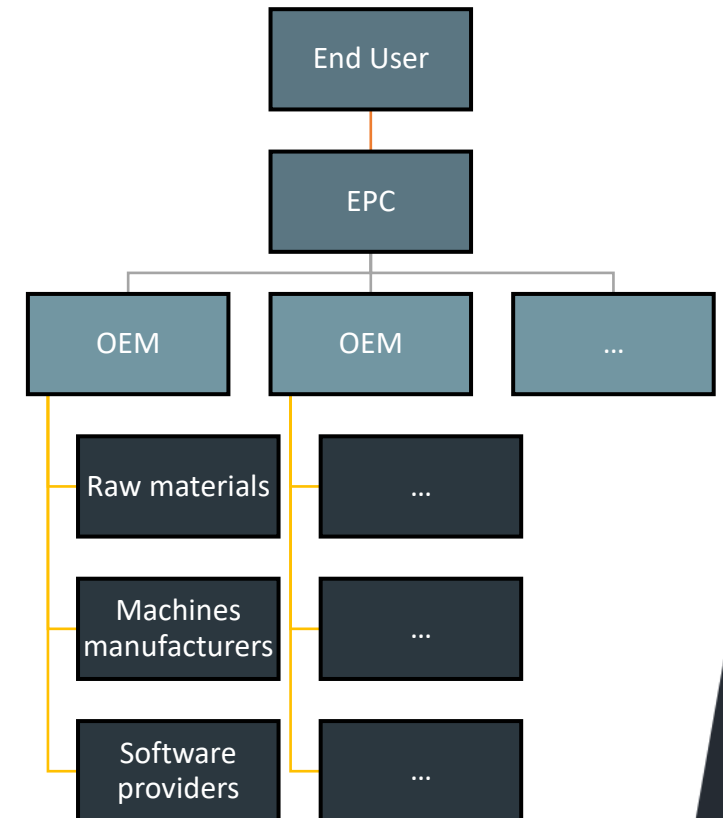 End User
EPC
OEM
OEM
...
Raw materials
...
Machines
manufacturers
...
Software
providers
...